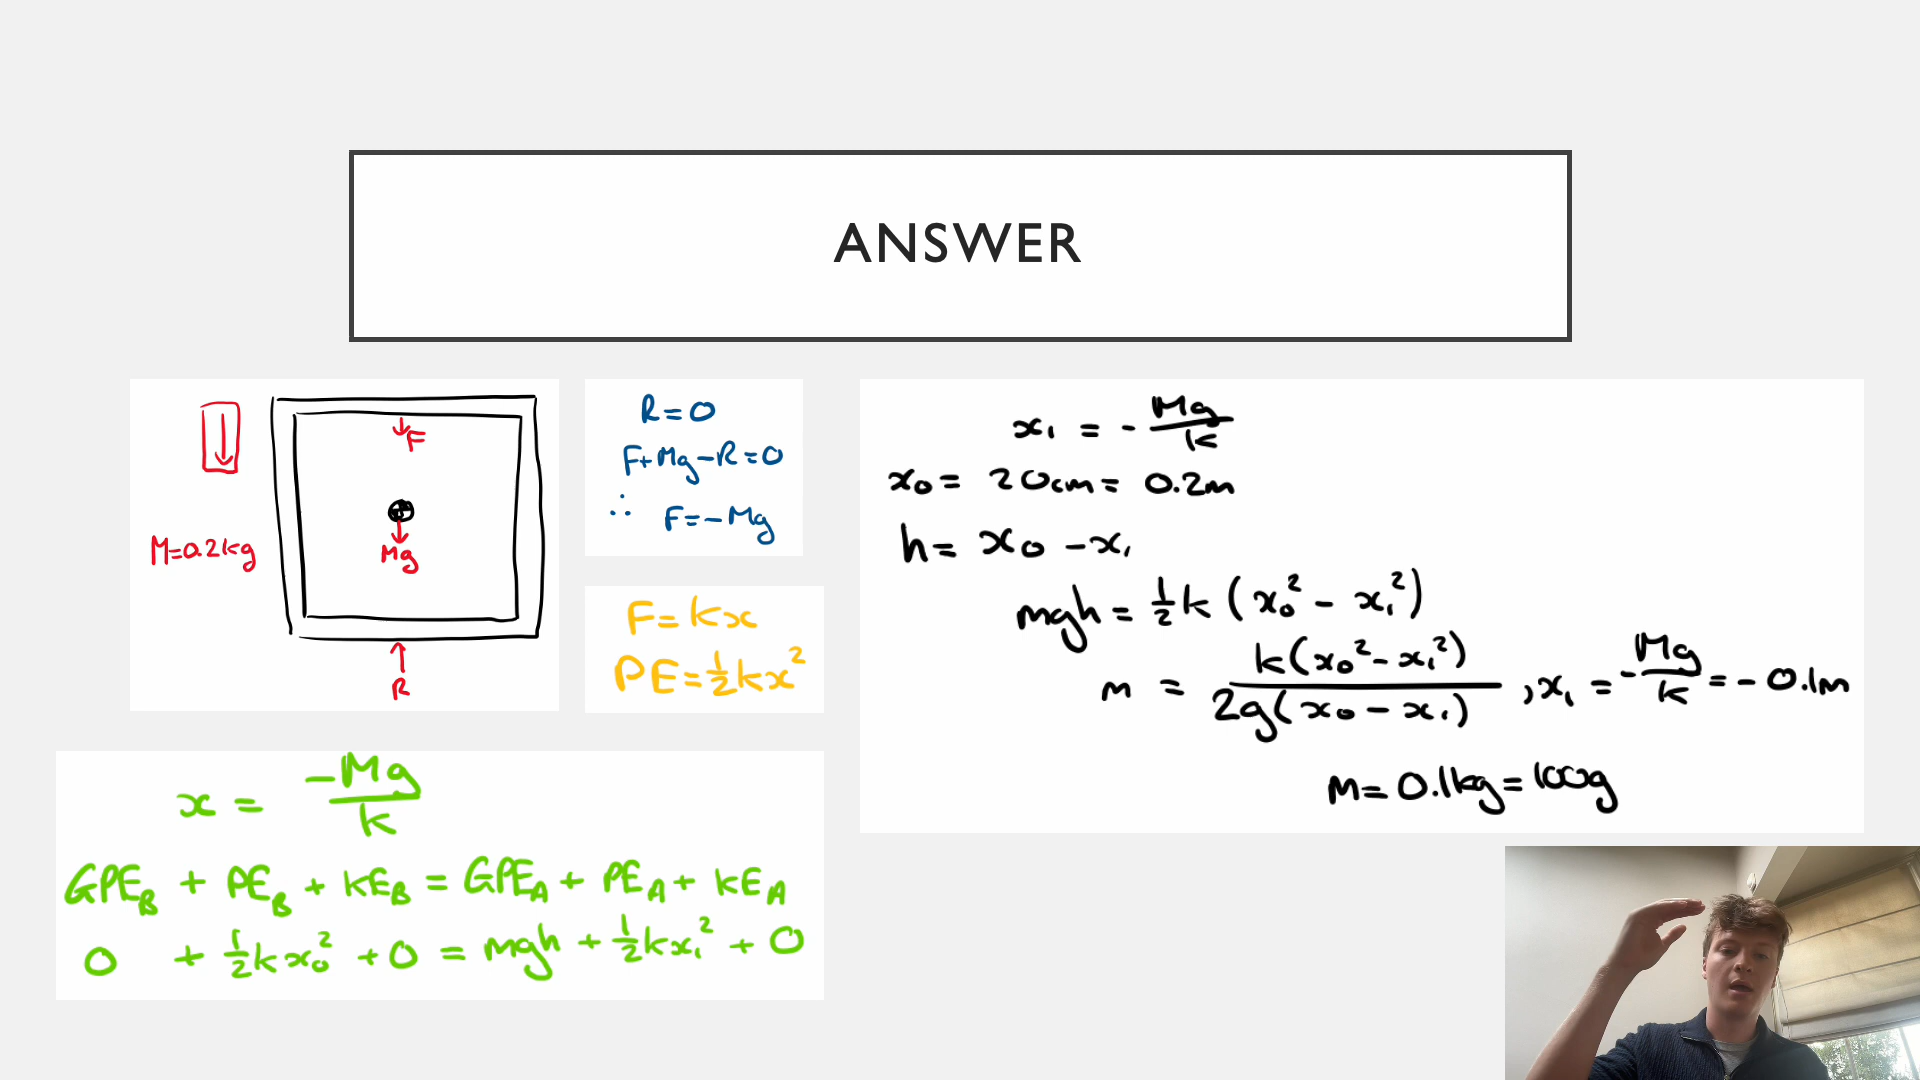 ANSWER
F
M=0.2kg
Mg
R
R=0
F+Mg-R=0
∴ F=-Mg
F=kx
PE=½kx²
x = -Mg/k
GPE_B + PE_B + KE_B = GPE_A + PE_A + KE_A
0 + ½kx₀² + 0 = mgh + ½kx₁² + 0
x₁ = -Mg/k
x₀ = 20cm = 0.2m
h = x₀ - x₁
mgh = ½k(x₀² - x₁²)
m = k(x₀² - x₁²)/2g(x₀ - x₁), x₁ = -Mg/k = -0.1m
m = 0.1kg = 100g